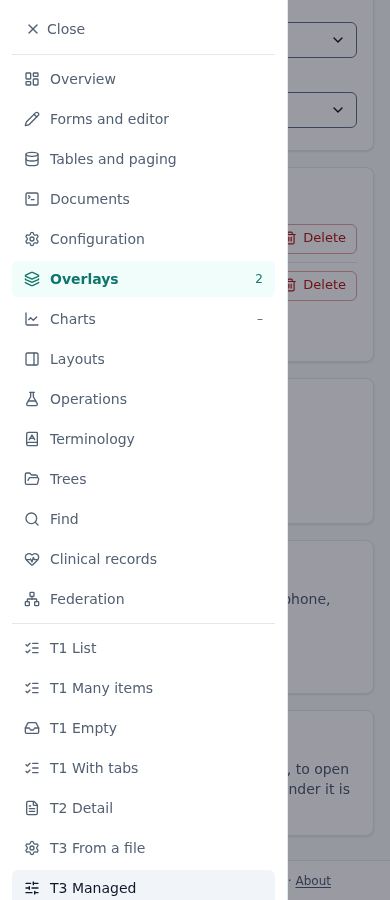 Close
Overview
Forms and editor
Tables and paging
Documents
Configuration
Delete
Overlays 2
Delete
Charts –
Layouts
Operations
Terminology
Trees
Find
Clinical records
Federation
phone,
T1 List
T1 Many items
T1 Empty
T1 With tabs
, to open
nder it is
T2 Detail
T3 From a file
T3 Managed
· About